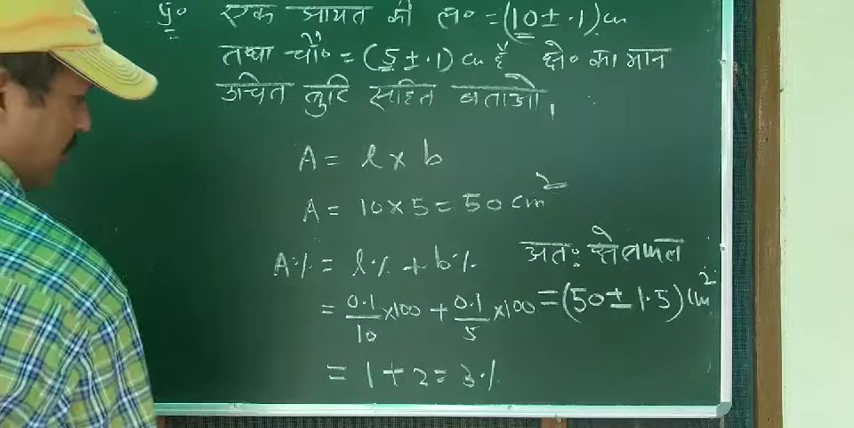 प्र० एक आयत की ल० = (10 ± .1) cm
तथा चौ० = (5 ± .1) cm है क्षे० का मान
उचित त्रुटि सहित बताओ,
A = l × b
A = 10 × 5 = 50 cm²
A% = l% + b%
= 0.1/10 × 100 + 0.1/5 × 100
= 1 + 2 = 3%
अतः क्षेत्रफल
= (50 ± 1.5) cm²